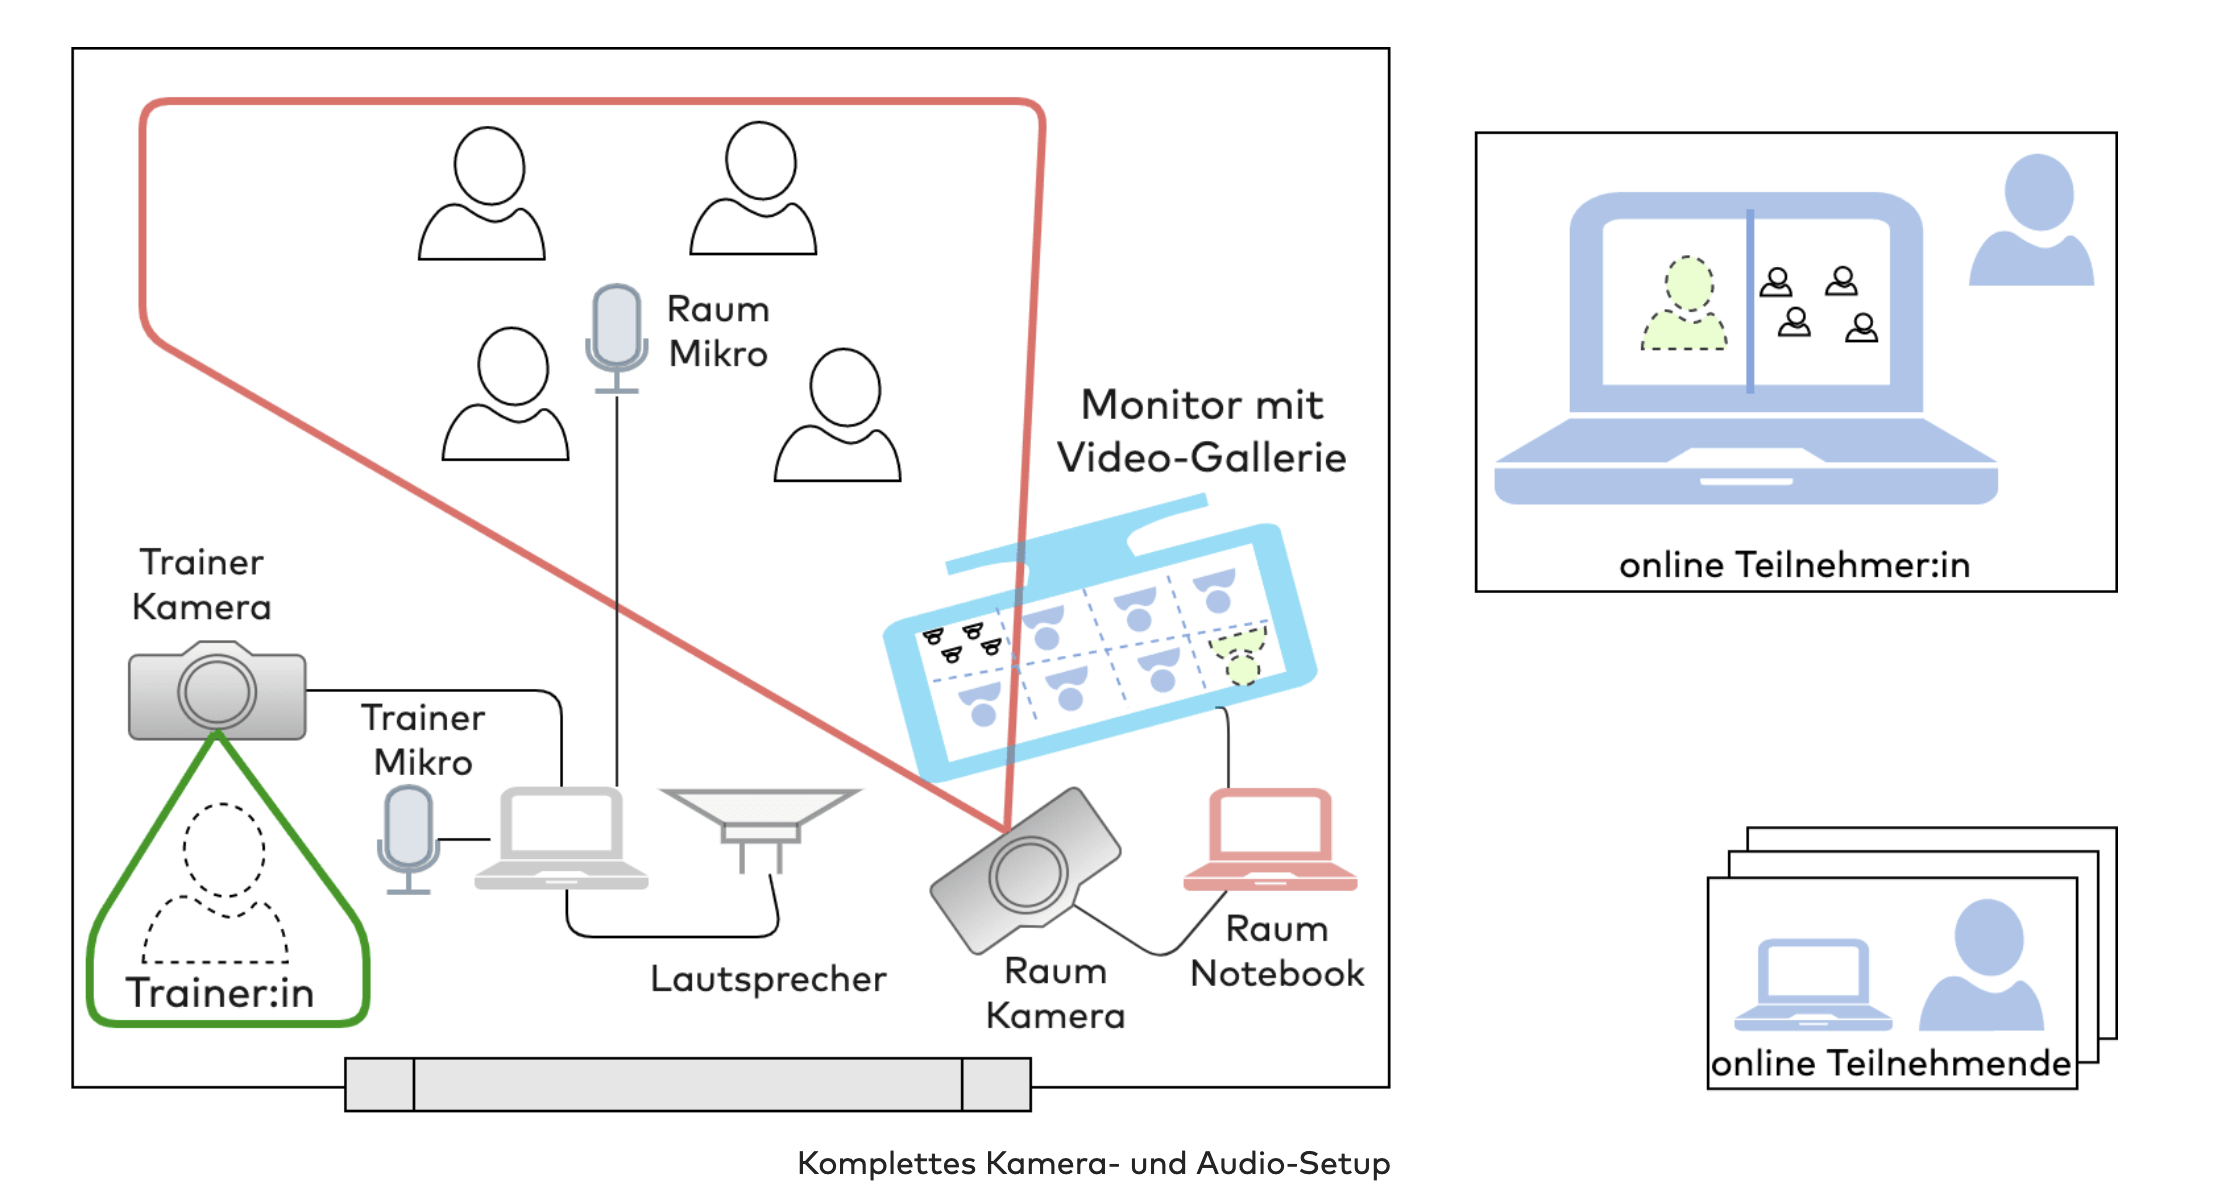 Raum
Mikro
Monitor mit
Video-Gallerie
Trainer
Kamera
Trainer
Mikro
Trainer:in
Lautsprecher
Raum
Kamera
Raum
Notebook
online Teilnehmer:in
online Teilnehmende
Komplettes Kamera- und Audio-Setup